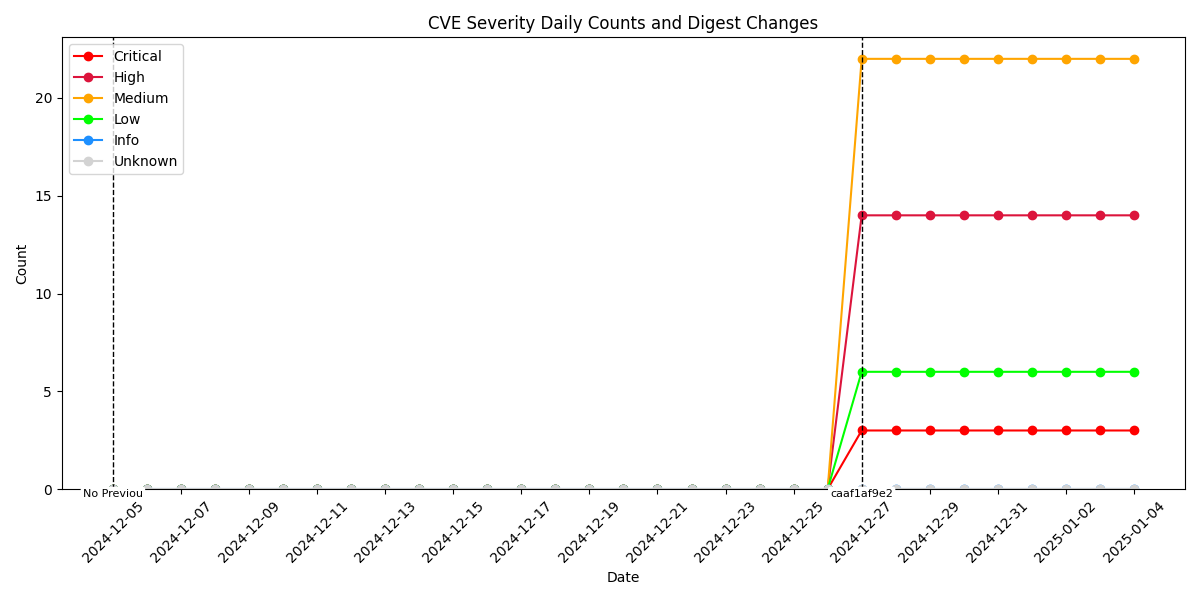 CVE Severity Daily Counts and Digest Changes
Critical
High
Medium
Low
Info
Unknown
Count
20
15
10
5
0
No Previou
caaf1af9e2
2024-12-05
2024-12-07
2024-12-09
2024-12-11
2024-12-13
2024-12-15
2024-12-17
2024-12-19
2024-12-21
2024-12-23
2024-12-25
2024-12-27
2024-12-29
2024-12-31
2025-01-02
2025-01-04
Date